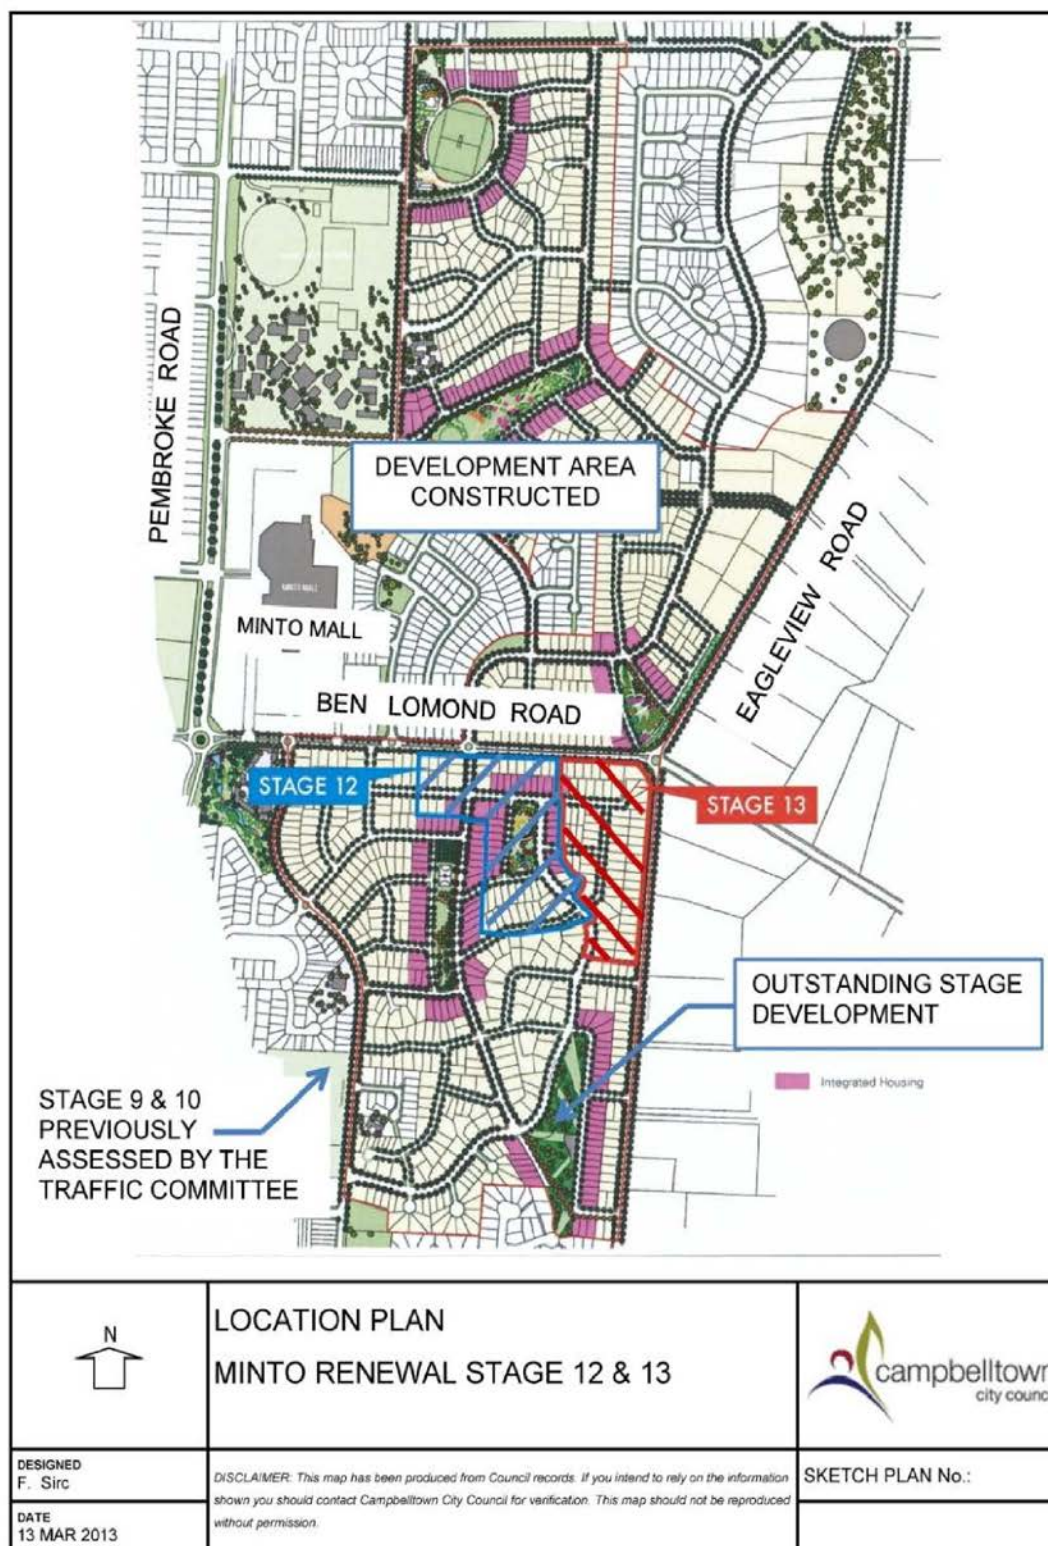 PEMBROKE ROAD
DEVELOPMENT AREA
CONSTRUCTED
EAGLEVIEW ROAD
MINTO MALL
MINTO MALL
BEN LOMOND ROAD
STAGE 12
STAGE 13
OUTSTANDING STAGE
DEVELOPMENT
Integrated Housing
STAGE 9 & 10
PREVIOUSLY
ASSESSED BY THE
TRAFFIC COMMITTEE
N
LOCATION PLAN
MINTO RENEWAL STAGE 12 & 13
campbelltown
city counc
DESIGNED
F. Sirc
DATE
13 MAR 2013
DISCLAIMER: This map has been produced from Council records. If you intend to rely on the information
shown you should contact Campbelltown City Council for verification. This map should not be reproduced
without permission.
SKETCH PLAN No.: